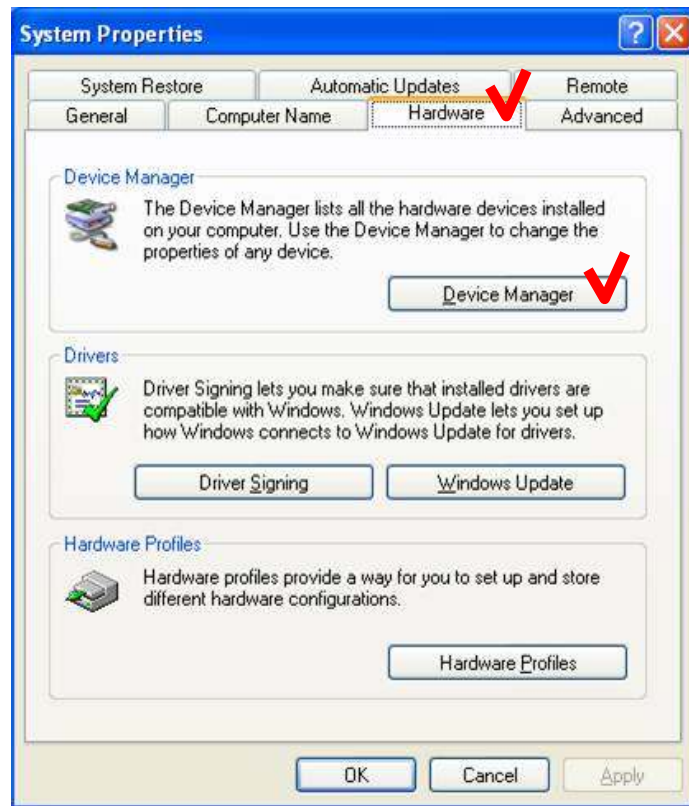 System Properties
System Restore
Automatic Updates
Remote
General
Computer Name
Hardware
Advanced
Device Manager
The Device Manager lists all the hardware devices installed
on your computer. Use the Device Manager to change the
properties of any device.
Device Manager
Drivers
Driver Signing lets you make sure that installed drivers are
compatible with Windows. Windows Update lets you set up
how Windows connects to Windows Update for drivers.
Driver Signing
Windows Update
Hardware Profiles
Hardware profiles provide a way for you to set up and store
different hardware configurations.
Hardware Profiles
OK
Cancel
Apply